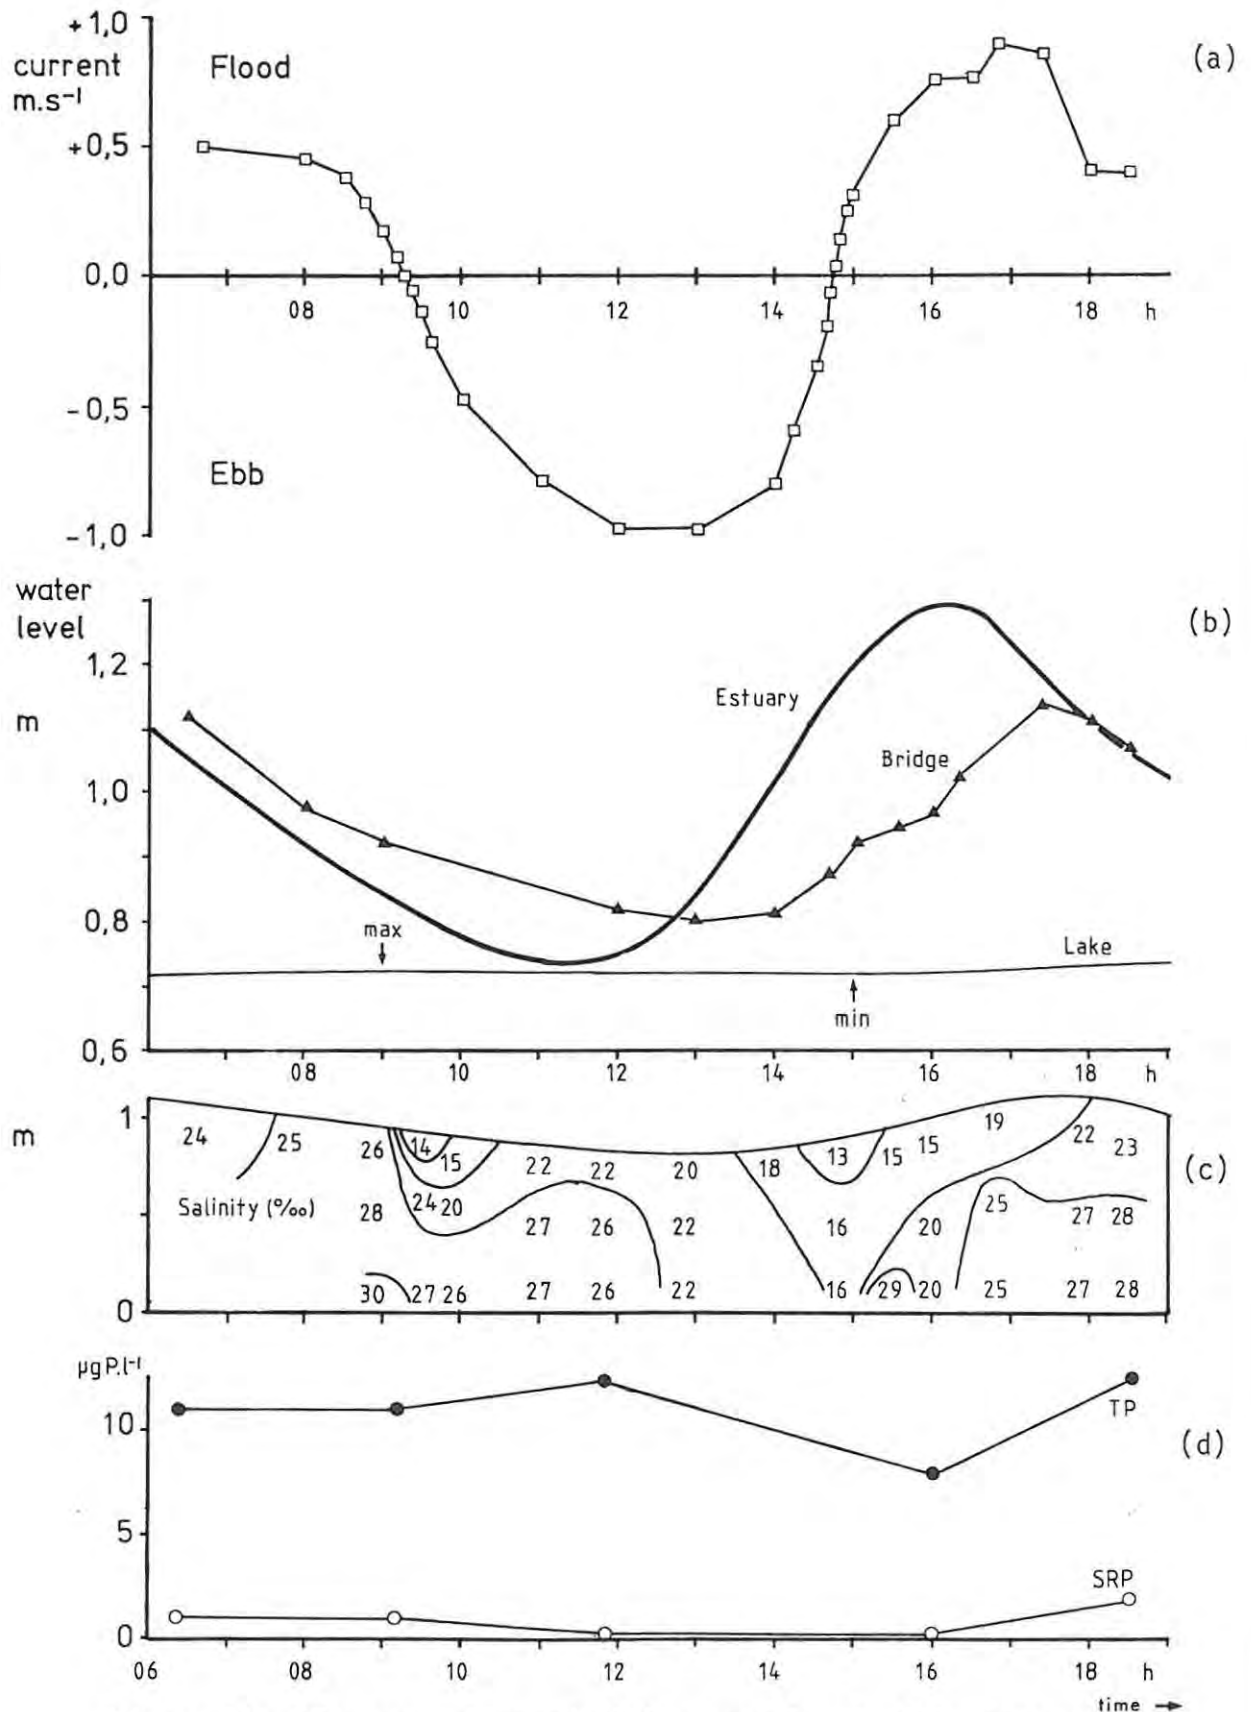 +1,0
current
m.s⁻¹
Flood
(a)
+0,5
0,0
08 10 12 14 16 18 h
-0,5
Ebb
-1,0
water
level
(b)
1,2
Estuary
m
Bridge
1,0
0,8
max
Lake
min
0,6
08 10 12 14 16 18 h
1
m
24 25 26 14 15 22 22 20 18 13 15 15 19 22 23
(c)
Salinity (‰)
28 24 20 27 26 22 16 20 25 27 28
30 27 26 27 26 22 16 29 20 25 27 28
0
µg P.l⁻¹
10
TP
(d)
5
SRP
0
06 08 10 12 14 16 18 h
time →